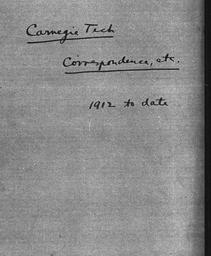 Carnegie Tech
Correspondence, etc.
1912 to date